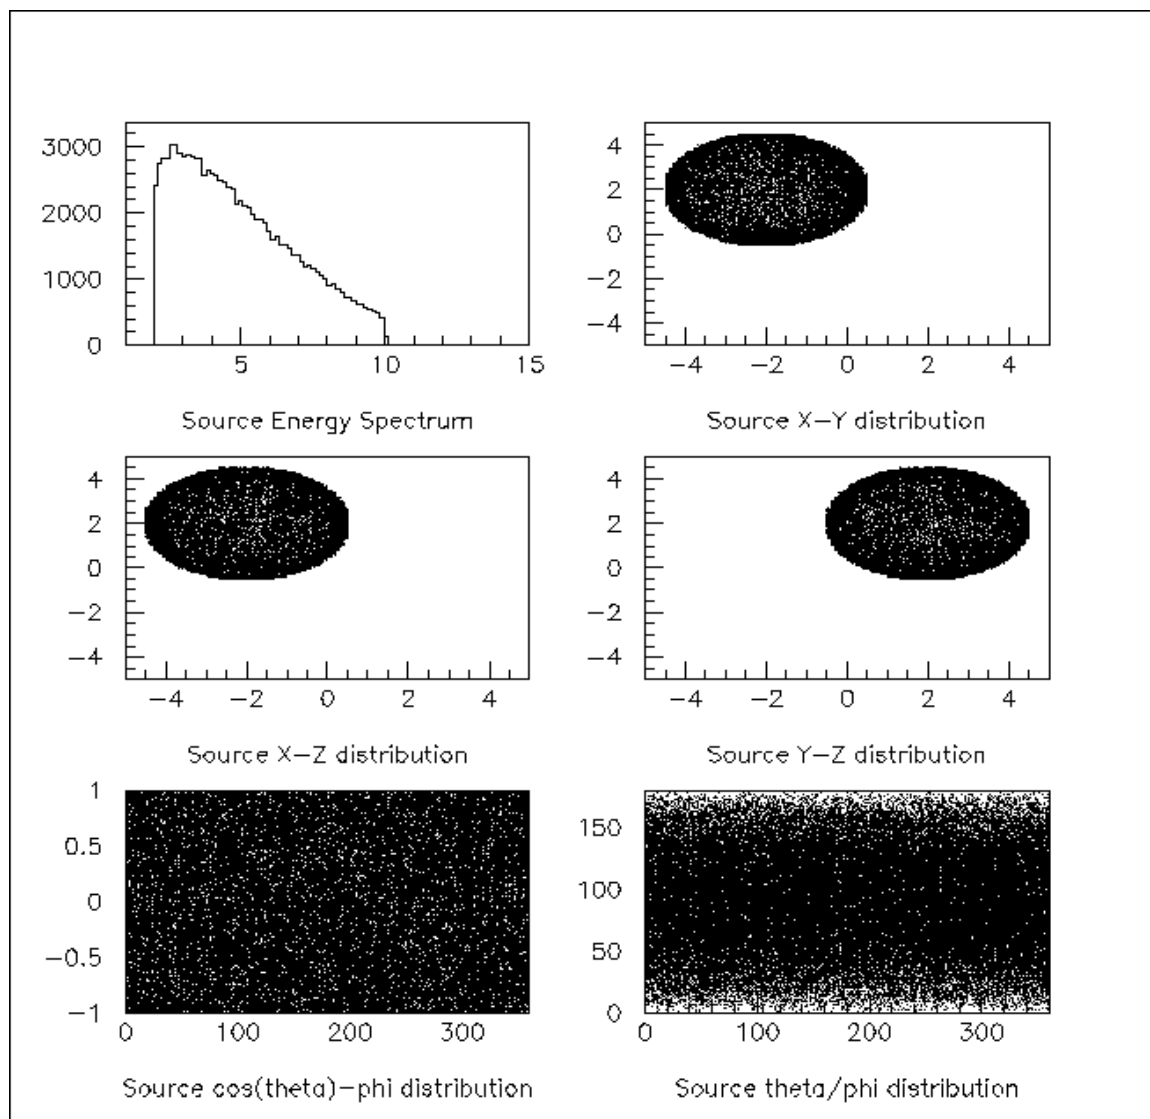 3000
2000
1000
0
5 10 15
Source Energy Spectrum
4
2
0
−2
−4
−4 −2 0 2 4
Source X−Y distribution
4
2
0
−2
−4
−4 −2 0 2 4
Source X−Z distribution
4
2
0
−2
−4
−4 −2 0 2 4
Source Y−Z distribution
1
0.5
0
−0.5
−1
0 100 200 300
Source cos(theta)−phi distribution
150
100
50
0
0 100 200 300
Source theta/phi distribution